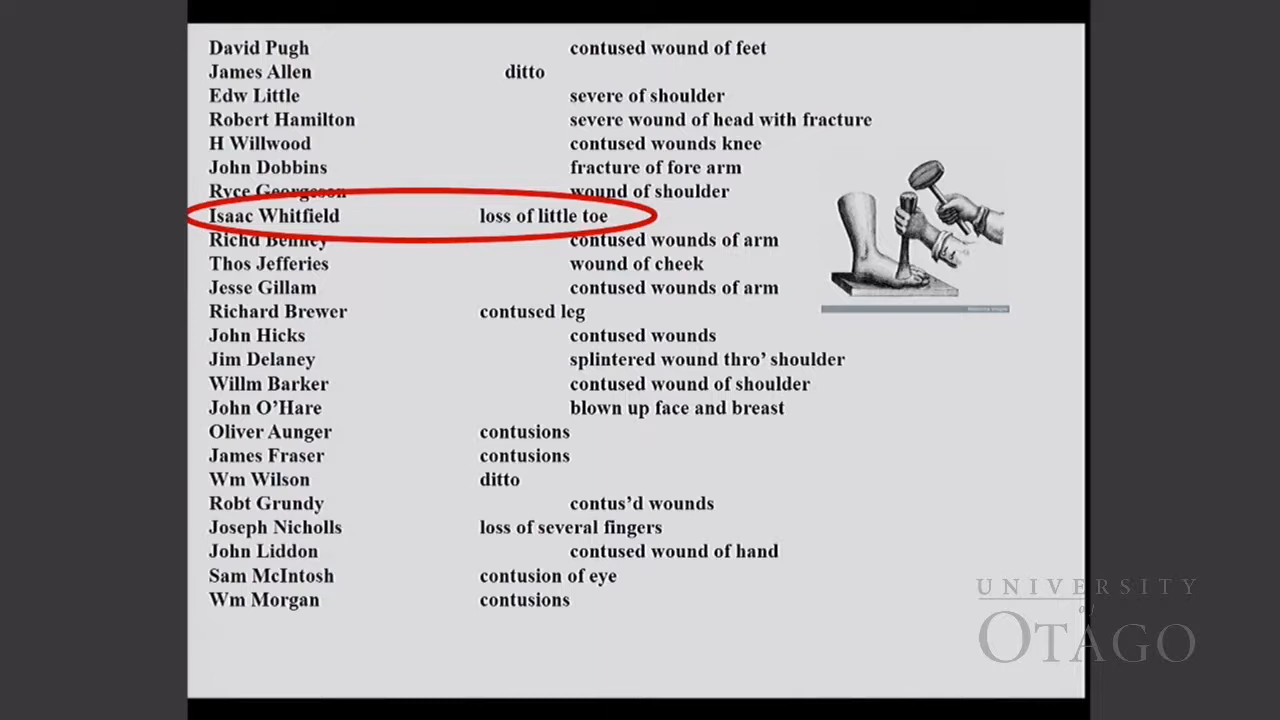 David Pugh contused wound of feet
James Allen ditto
Edw Little severe of shoulder
Robert Hamilton severe wound of head with fracture
H Willwood contused wounds knee
John Dobbins fracture of fore arm
Ryce Georgeson wound of shoulder
Isaac Whitfield loss of little toe
Richd Benney contused wounds of arm
Thos Jefferies wound of cheek
Jesse Gillam contused wounds of arm
Richard Brewer contused leg
John Hicks contused wounds
Jim Delaney splintered wound thro’ shoulder
Willm Barker contused wound of shoulder
John O’Hare blown up face and breast
Oliver Aunger contusions
James Fraser contusions
Wm Wilson ditto
Robt Grundy contus’d wounds
Joseph Nicholls loss of several fingers
John Liddon contused wound of hand
Sam McIntosh contusion of eye
Wm Morgan contusions
UNIVERSITY
of
OTAGO